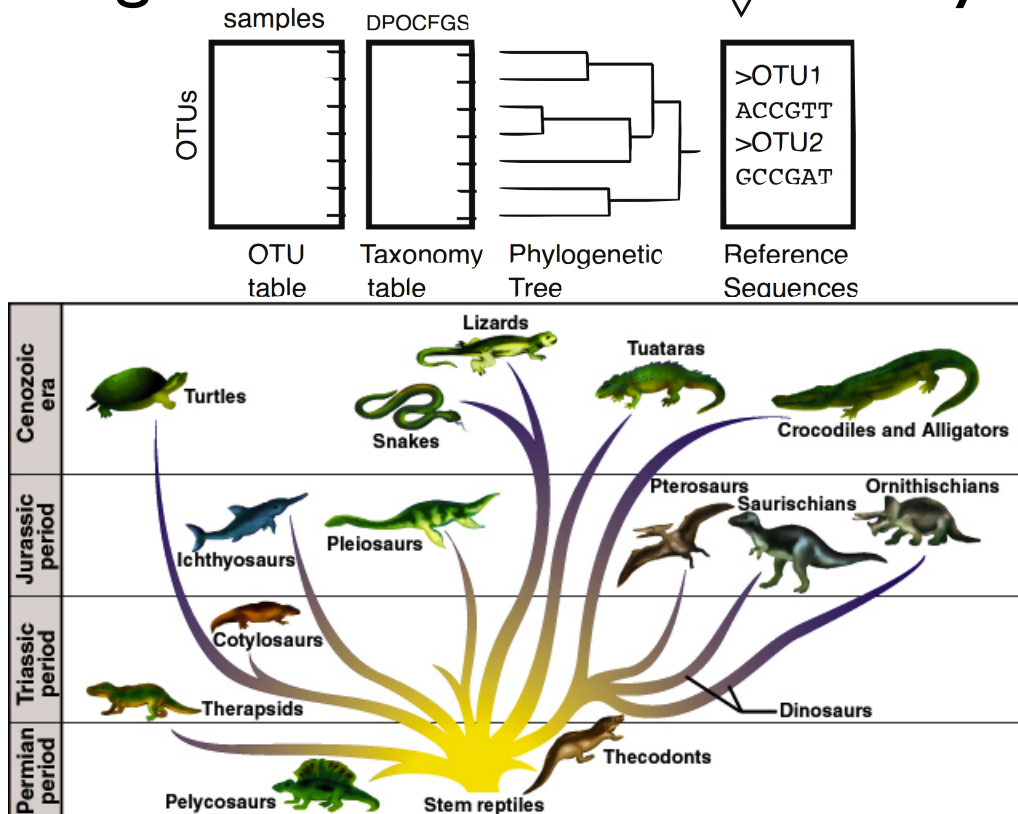 samples
DPOCFGS
OTUs
>OTU1
ACCGTT
>OTU2
GCCGAT
OTU table
Taxonomy table
Phylogenetic Tree
Reference Sequences
Cenozoic era
Lizards
Tuataras
Turtles
Snakes
Crocodiles and Alligators
Jurassic period
Pterosaurs
Ornithischians
Saurischians
Ichthyosaurs
Pleiosaurs
Triassic period
Cotylosaurs
Therapsids
Dinosaurs
Permian period
Thecodonts
Pelycosaurs
Stem reptiles